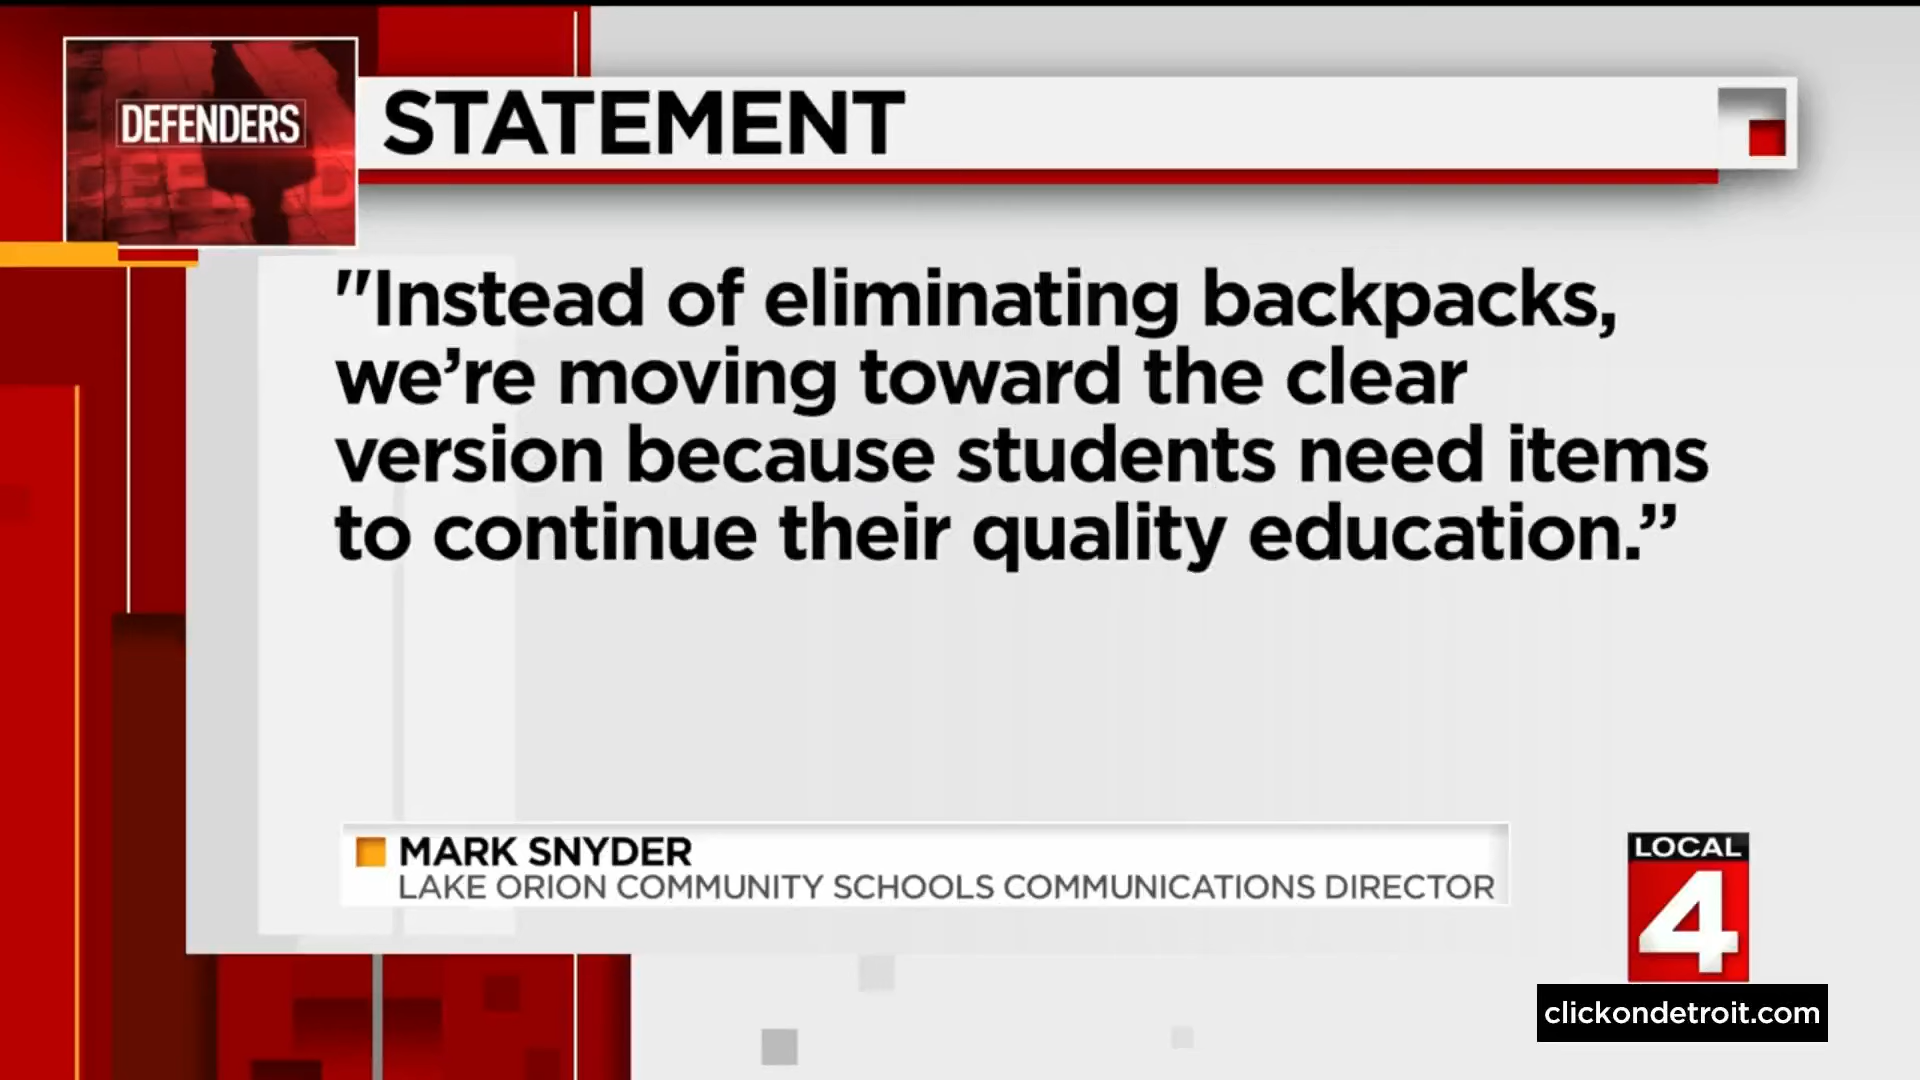 DEFENDERS
STATEMENT
"Instead of eliminating backpacks,
we’re moving toward the clear
version because students need items
to continue their quality education.”
MARK SNYDER
LAKE ORION COMMUNITY SCHOOLS COMMUNICATIONS DIRECTOR
LOCAL
4
clickondetroit.com